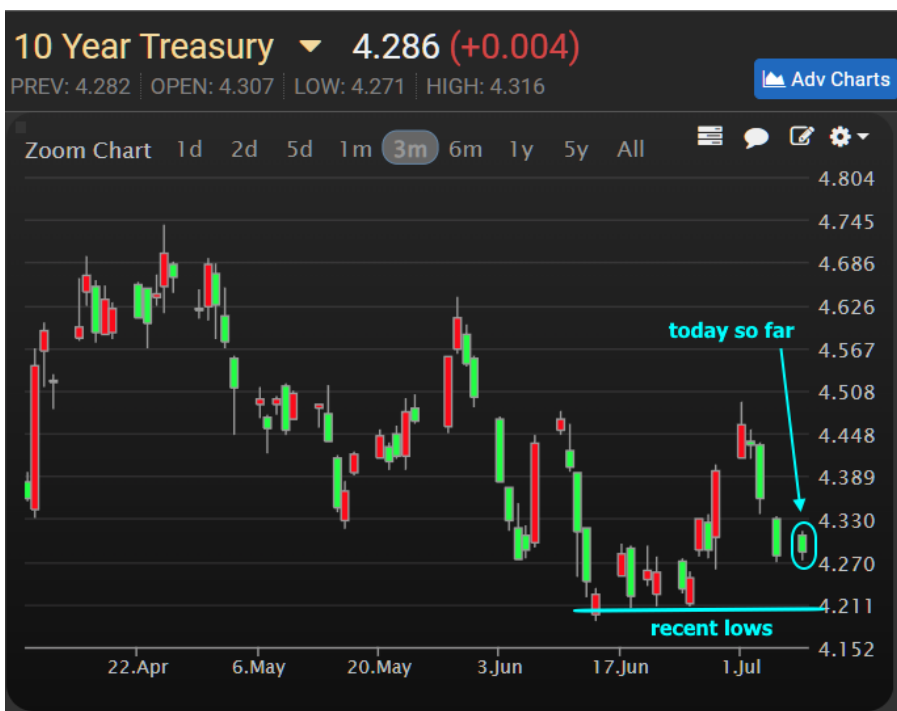 10 Year Treasury 4.286 (+0.004)
PREV: 4.282 OPEN: 4.307 LOW: 4.271 HIGH: 4.316
Adv Charts
Zoom Chart 1d 2d 5d 1m 3m 6m 1y 5y All
4.804
4.745
4.686
4.626
today so far
4.567
4.508
4.448
4.389
4.330
4.270
4.211
recent lows
4.152
22.Apr 6.May 20.May 3.Jun 17.Jun 1.Jul